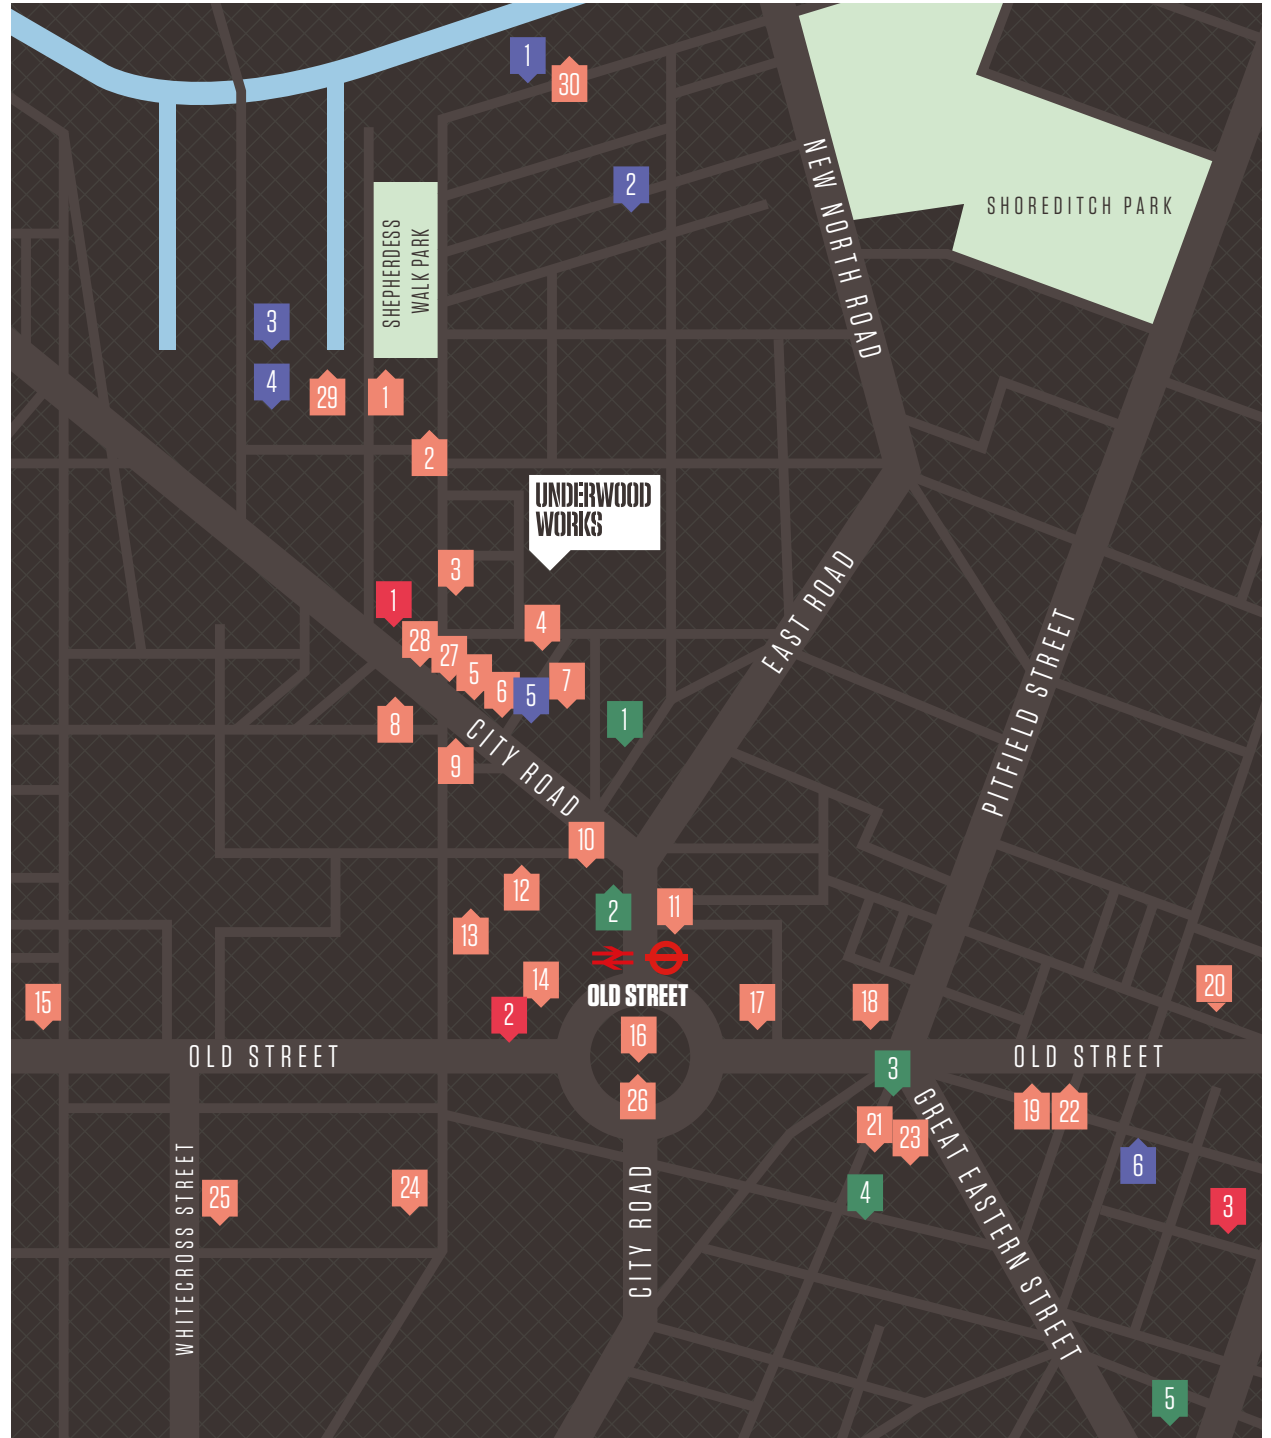 1
30
2
NEW NORTH ROAD
SHOREDITCH PARK
SHEPHERDESS
WALK PARK
3
4
29
1
2
UNDERWOOD
WORKS
3
1
4
28
27
5
6
5
7
EAST ROAD
PITFIELD STREET
8
1
9
CITY ROAD
10
12
2
11
13
14
OLD STREET
15
2
16
17
18
20
OLD STREET
OLD STREET
3
26
19
22
21
23
GREAT EASTERN STREET
6
WHITECROSS STREET
25
24
CITY ROAD
4
3
5